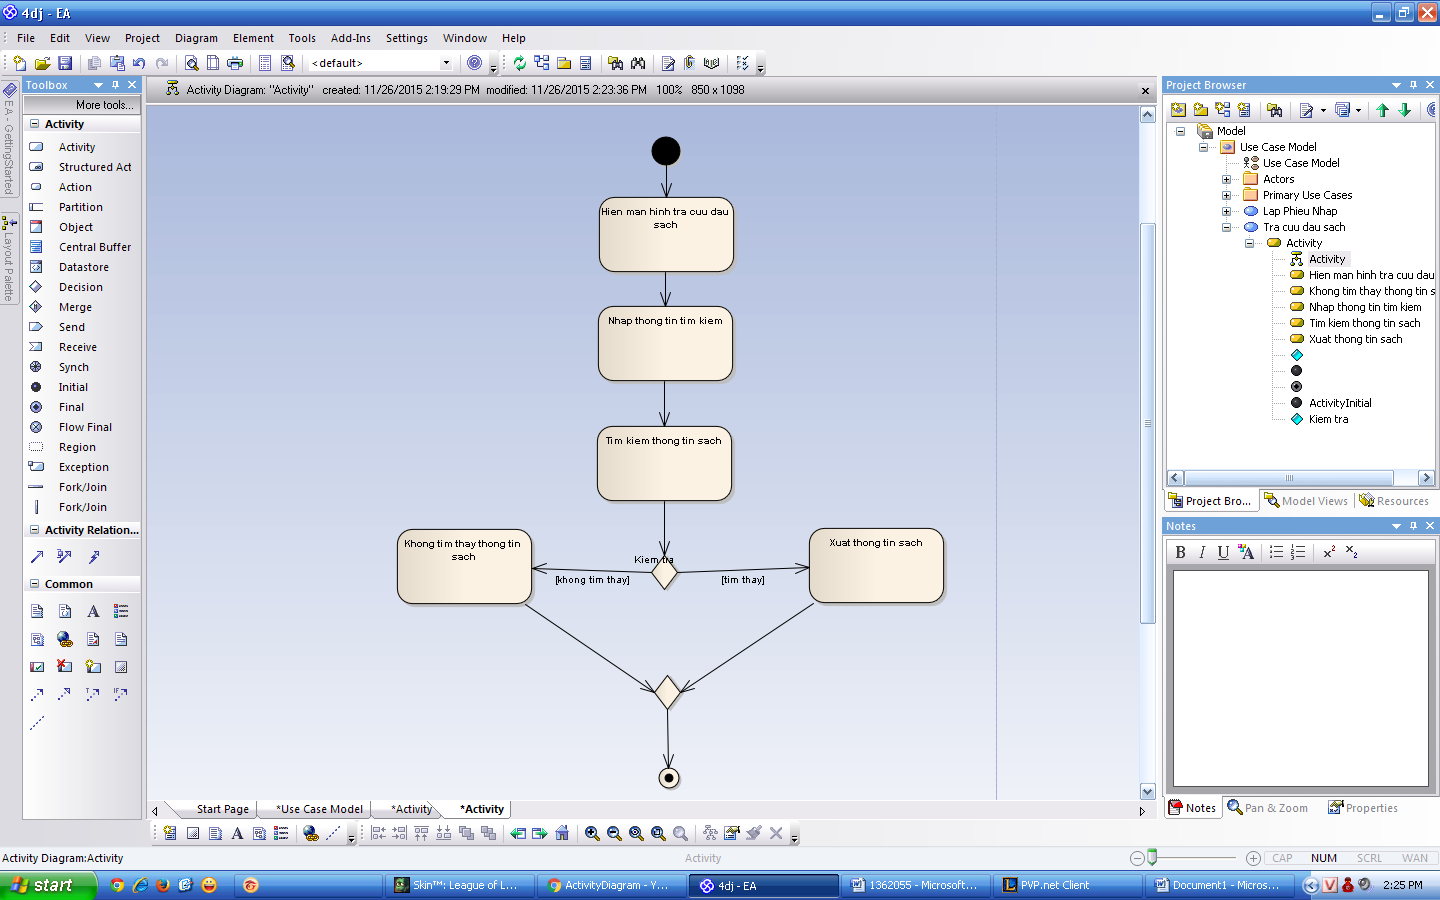 4dj - EA
File Edit View Project Diagram Element Tools Add-Ins Settings Window Help
< default>
EA - GettingStarted
Layout Palette
Toolbox
More tools...
Activity
Activity
Structured Act
Action
Partition
Object
Central Buffer
Datastore
Decision
Merge
Send
Receive
Synch
Initial
Final
Flow Final
Region
Exception
Fork/Join
Fork/Join
Activity Relation...
Common
Activity Diagram: "Activity" created: 11/26/2015 2:19:29 PM modified: 11/26/2015 2:23:36 PM 100% 850 x 1098
Hien man hinh tra cuu dau
sach
Nhap thong tin tim kiem
Tim kiem thong tin sach
Khong tim thay thong tin
sach
Kiem tra
Xuat thong tin sach
[khong tim thay]
[tim thay]
Start Page *Use Case Model *Activity *Activity
Project Browser
Model
Use Case Model
Use Case Model
Actors
Primary Use Cases
Lap Phieu Nhap
Tra cuu dau sach
Activity
Activity
Hien man hinh tra cuu dau
Khong tim thay thong tin s
Nhap thong tin tim kiem
Tim kiem thong tin sach
Xuat thong tin sach
ActivityInitial
Kiem tra
Project Bro... Model Views Resources
Notes
B I U A x² x₂
Notes Pan & Zoom Properties
Activity Diagram:Activity
Activity
CAP NUM SCRL WAN
start
Skin™: League of L...
ActivityDiagram - Y...
4dj - EA
1362055 - Microsoft...
PVP.net Client
Document1 - Micros...
2:25 PM